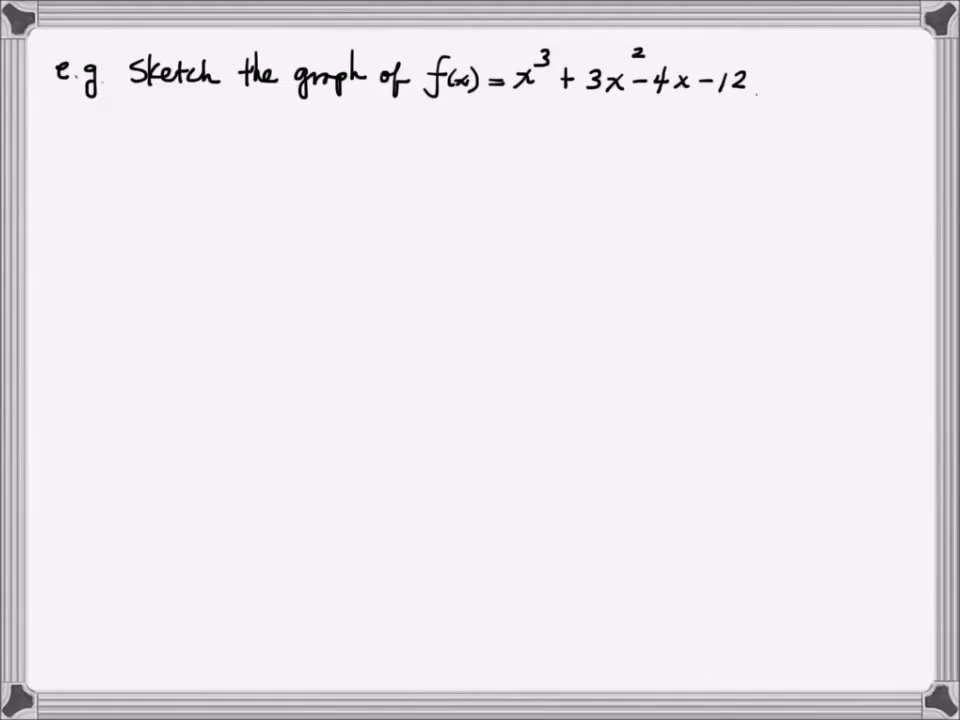 e.g. Sketch the graph of f(x) = x³ + 3x² - 4x - 12.